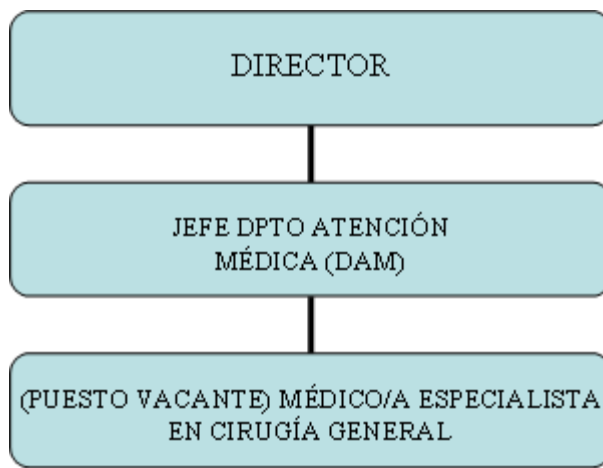 DIRECTOR
JEFE DPTO ATENCIÓN
MÉDICA (DAM)
(PUESTO VACANTE) MÉDICO/A ESPECIALISTA
EN CIRUGÍA GENERAL